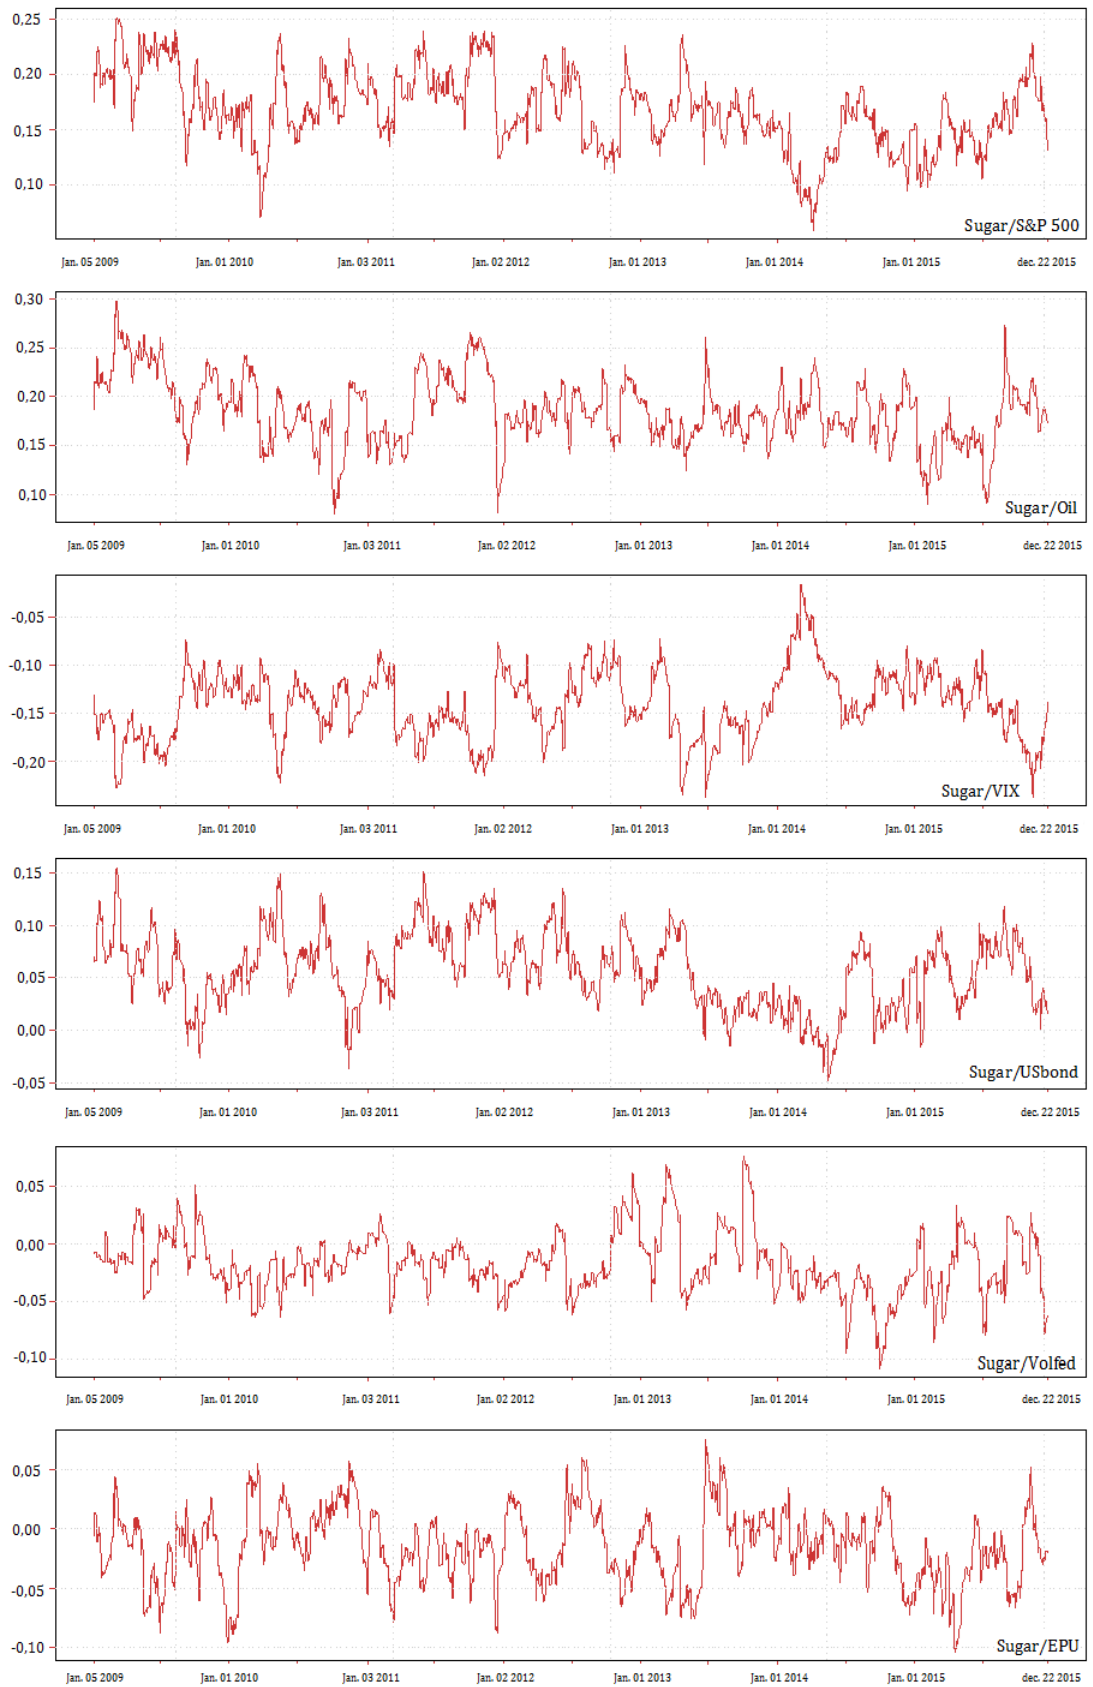 0,25
0,20
0,15
0,10
Sugar/S&P 500
Jan. 05 2009 Jan. 01 2010 Jan. 03 2011 Jan. 02 2012 Jan. 01 2013 Jan. 01 2014 Jan. 01 2015 dec. 22 2015
0,30
0,25
0,20
0,15
0,10
Sugar/Oil
Jan. 05 2009 Jan. 01 2010 Jan. 03 2011 Jan. 02 2012 Jan. 01 2013 Jan. 01 2014 Jan. 01 2015 dec. 22 2015
-0,05
-0,10
-0,15
-0,20
Sugar/VIX
Jan. 05 2009 Jan. 01 2010 Jan. 03 2011 Jan. 02 2012 Jan. 01 2013 Jan. 01 2014 Jan. 01 2015 dec. 22 2015
0,15
0,10
0,05
0,00
-0,05
Sugar/USbond
Jan. 05 2009 Jan. 01 2010 Jan. 03 2011 Jan. 02 2012 Jan. 01 2013 Jan. 01 2014 Jan. 01 2015 dec. 22 2015
0,05
0,00
-0,05
-0,10
Sugar/Volfed
Jan. 05 2009 Jan. 01 2010 Jan. 03 2011 Jan. 02 2012 Jan. 01 2013 Jan. 01 2014 Jan. 01 2015 dec. 22 2015
0,05
0,00
-0,05
-0,10
Sugar/EPU
Jan. 05 2009 Jan. 01 2010 Jan. 03 2011 Jan. 02 2012 Jan. 01 2013 Jan. 01 2014 Jan. 01 2015 dec. 22 2015